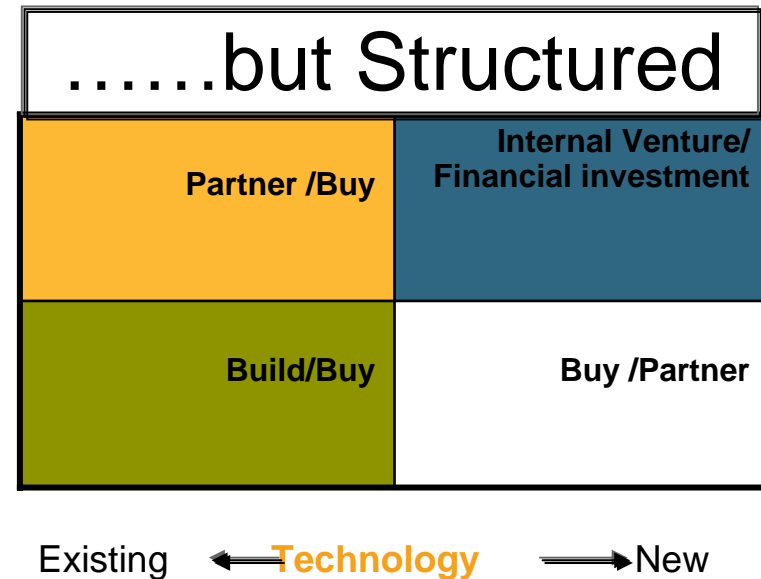 ......but Structured
Partner /Buy
Internal Venture/
Financial investment
Build/Buy
Buy /Partner
Existing Technology New